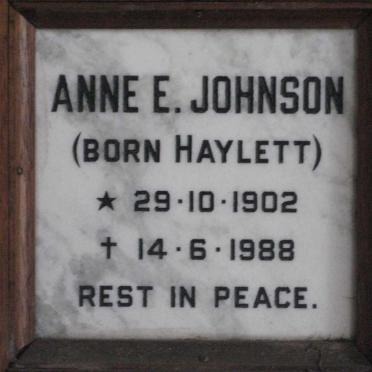 ANNE E. JOHNSON
(BORN HAYLETT)
★ 29·10·1902
✝ 14·6·1988
REST IN PEACE.